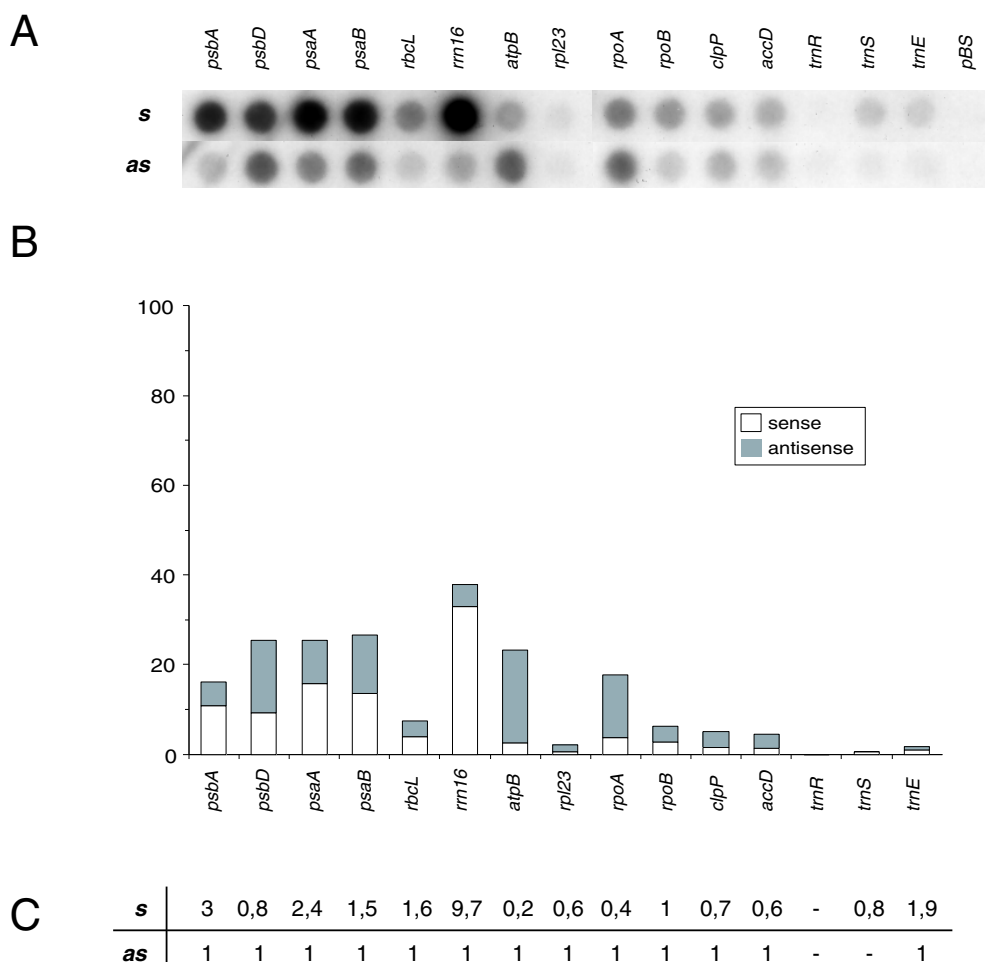 A
psbA psbD psaA psaB rbcL rrn16 atpB rpl23 rpoA rpoB clpP accD trnR trnS trnE pBS
s
as
B
100
80
60
40
20
0
sense
antisense
psbA psbD psaA psaB rbcL rrn16 atpB rpl23 rpoA rpoB clpP accD trnR trnS trnE
C
s 3 0,8 2,4 1,5 1,6 9,7 0,2 0,6 0,4 1 0,7 0,6 - 0,8 1,9
as 1 1 1 1 1 1 1 1 1 1 1 1 - - 1